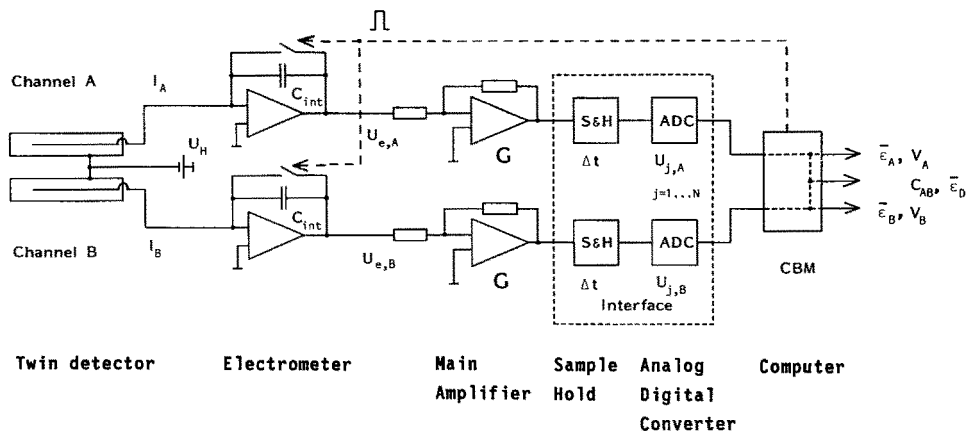 Channel A
I_A
C_int
U_e,A
G
S&H
Δt
ADC
U_j,A
j=1...N
U_H
ε̄_A, V_A
C_AB, ε̄_D
ε̄_B, V_B
CBM
Channel B
I_B
C_int
U_e,B
G
S&H
Δt
ADC
U_j,B
Interface
Twin detector
Electrometer
Main
Amplifier
Sample
Hold
Analog
Digital
Converter
Computer